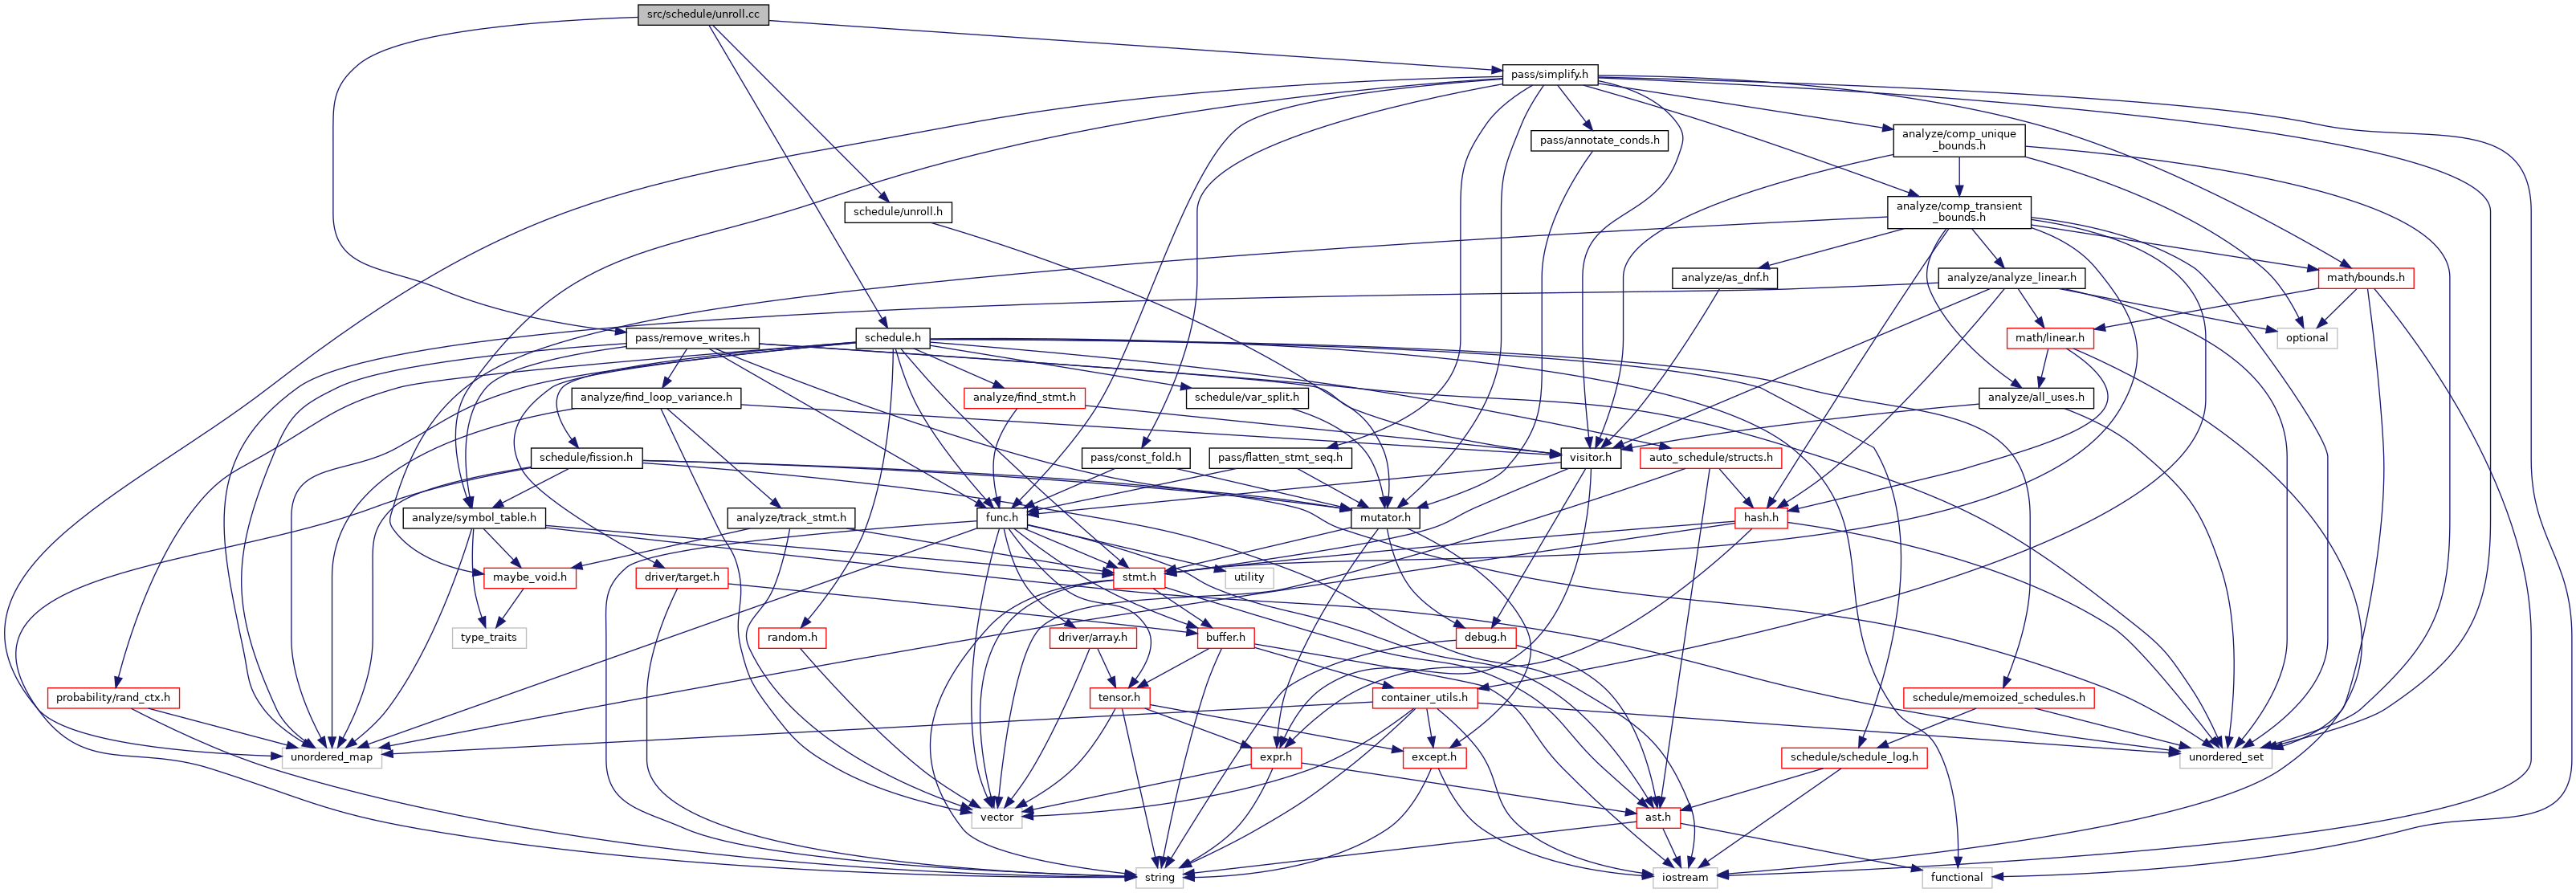 src/schedule/unroll.cc
pass/simplify.h
pass/annotate_conds.h
analyze/comp_unique
_bounds.h
schedule/unroll.h
analyze/comp_transient
_bounds.h
analyze/as_dnf.h
analyze/analyze_linear.h
math/bounds.h
pass/remove_writes.h
schedule.h
math/linear.h
optional
analyze/find_loop_variance.h
analyze/find_stmt.h
schedule/var_split.h
analyze/all_uses.h
schedule/fission.h
pass/const_fold.h
pass/flatten_stmt_seq.h
visitor.h
auto_schedule/structs.h
analyze/symbol_table.h
analyze/track_stmt.h
func.h
mutator.h
hash.h
maybe_void.h
driver/target.h
stmt.h
utility
type_traits
random.h
driver/array.h
buffer.h
debug.h
probability/rand_ctx.h
tensor.h
container_utils.h
schedule/memoized_schedules.h
unordered_map
expr.h
except.h
schedule/schedule_log.h
unordered_set
vector
ast.h
string
iostream
functional